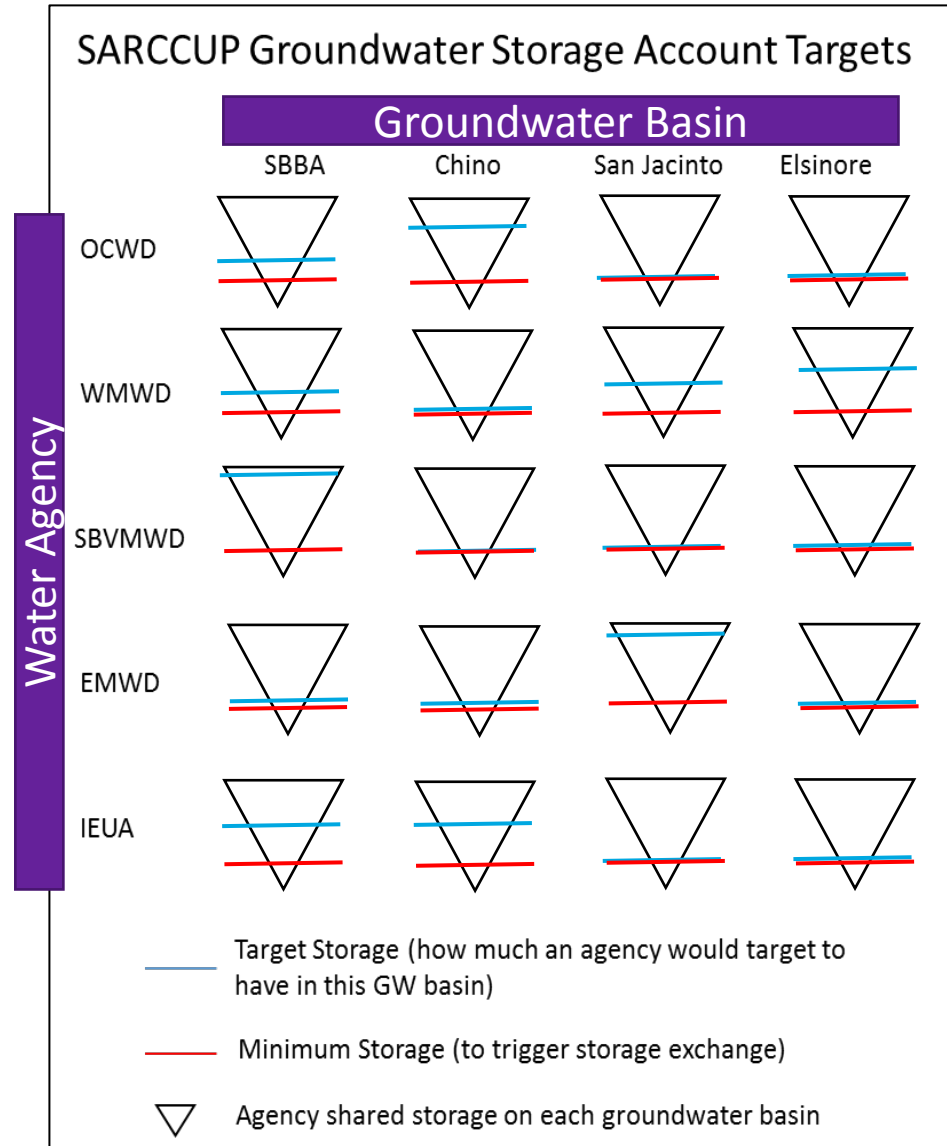 SARCCUP Groundwater Storage Account Targets
Groundwater Basin
SBBA Chino San Jacinto Elsinore
Water Agency
OCWD
WMWD
SBVMWD
EMWD
IEUA
Target Storage (how much an agency would target to
have in this GW basin)
Minimum Storage (to trigger storage exchange)
Agency shared storage on each groundwater basin